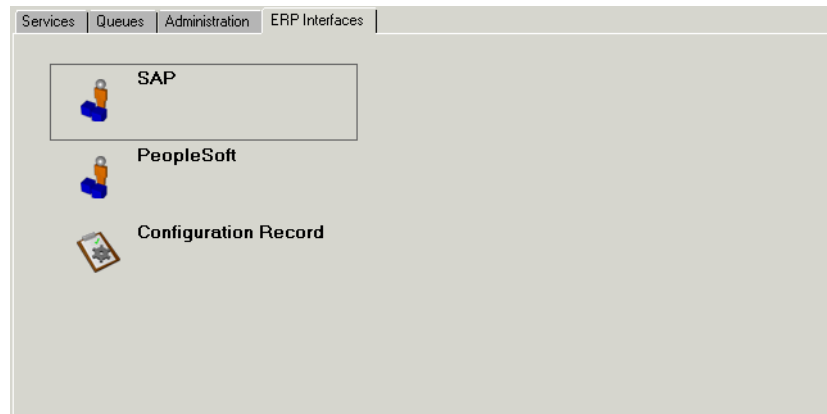 Services Queues Administration ERP Interfaces
SAP
PeopleSoft
Configuration Record